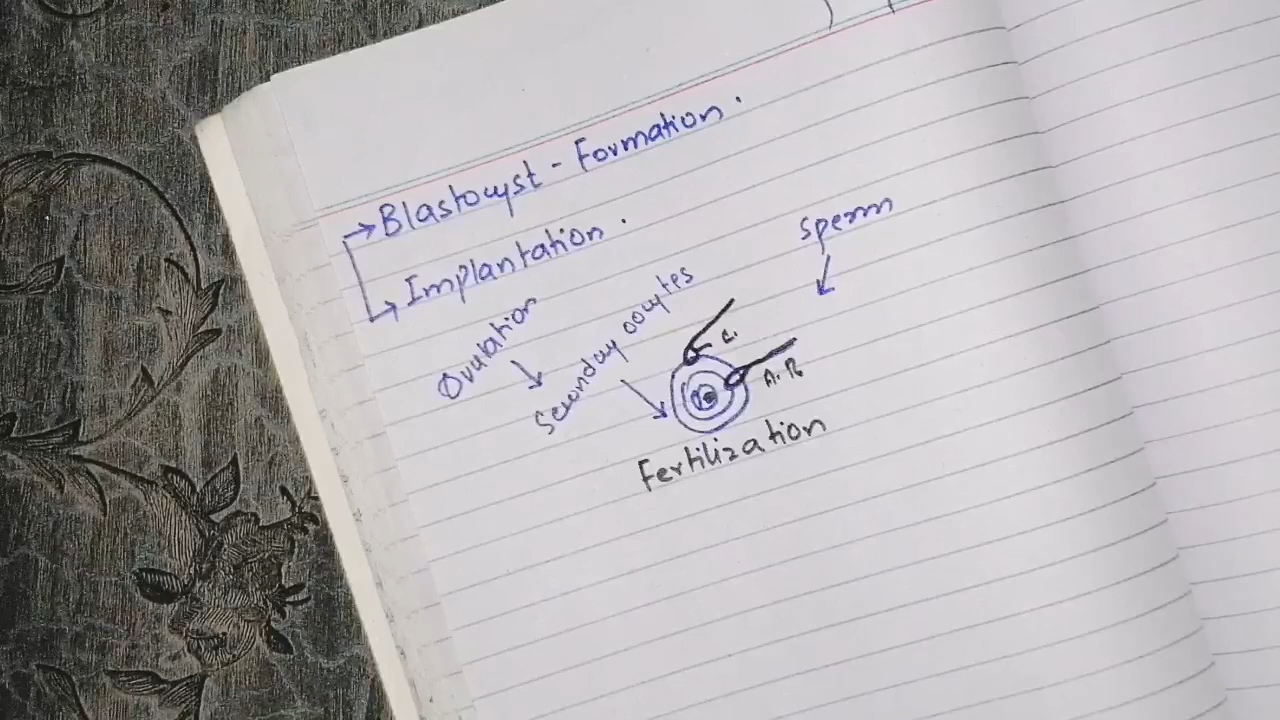 → Blastocyst - Formation.
→ Implantation.
Sperm
Ovulation
Secondary oocytes
C.
A.R.
Fertilization